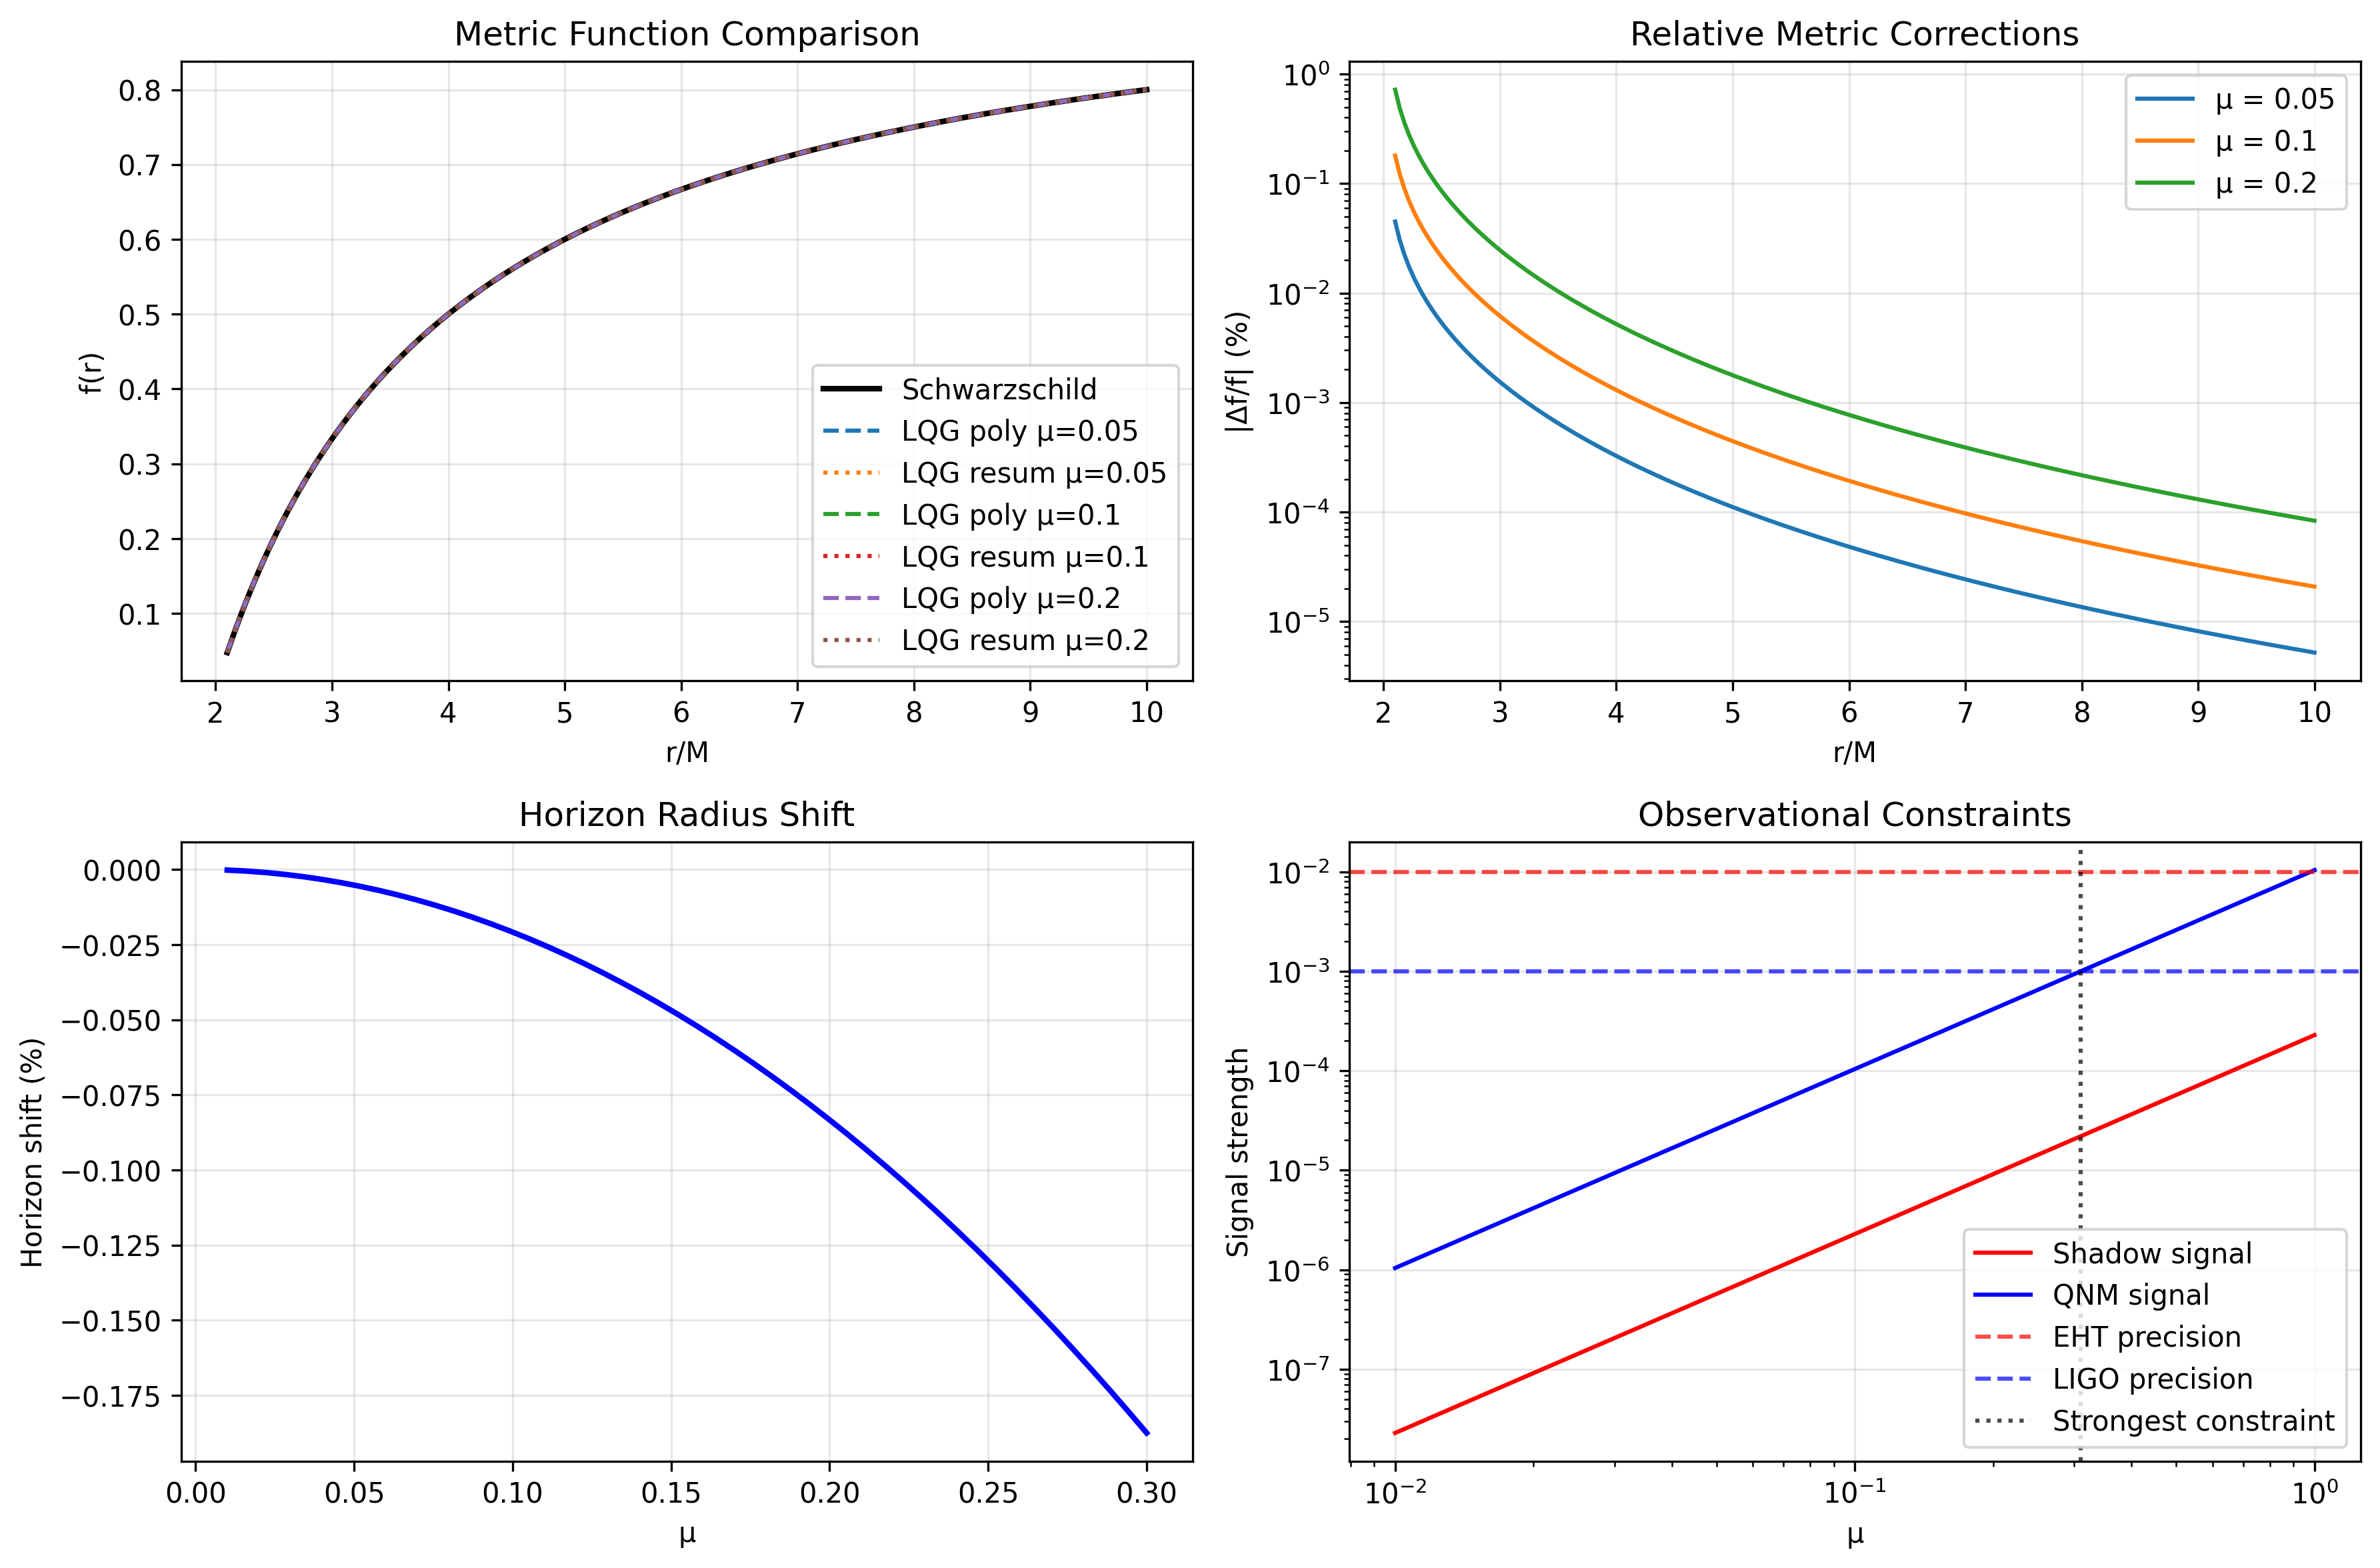 Metric Function Comparison
f(r)
0.8
0.7
0.6
0.5
0.4
0.3
0.2
0.1
Schwarzschild
LQG poly μ=0.05
LQG resum μ=0.05
LQG poly μ=0.1
LQG resum μ=0.1
LQG poly μ=0.2
LQG resum μ=0.2
2 3 4 5 6 7 8 9 10
r/M
Relative Metric Corrections
|Δf/f| (%)
10⁰
10⁻¹
10⁻²
10⁻³
10⁻⁴
10⁻⁵
μ = 0.05
μ = 0.1
μ = 0.2
2 3 4 5 6 7 8 9 10
r/M
Horizon Radius Shift
Horizon shift (%)
0.000
−0.025
−0.050
−0.075
−0.100
−0.125
−0.150
−0.175
0.00 0.05 0.10 0.15 0.20 0.25 0.30
μ
Observational Constraints
Signal strength
10⁻²
10⁻³
10⁻⁴
10⁻⁵
10⁻⁶
10⁻⁷
Shadow signal
QNM signal
EHT precision
LIGO precision
Strongest constraint
10⁻² 10⁻¹ 10⁰
μ